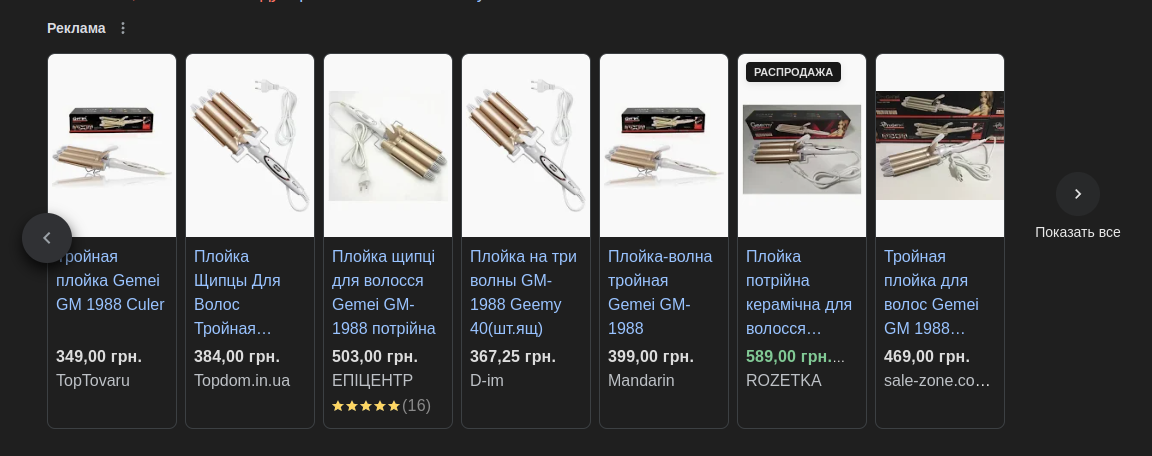 Реклама
Тройная
плойка Gemei
GM 1988 Culer
349,00 грн.
TopTovaru
Плойка
Щипцы Для
Волос
Тройная…
384,00 грн.
Topdom.in.ua
Плойка щипці
для волосся
Gemei GM-
1988 потрійна
503,00 грн.
ЕПІЦЕНТР
(16)
Плойка на три
волны GM-
1988 Geemy
40(шт.ящ)
367,25 грн.
D-im
Плойка-волна
тройная
Gemei GM-
1988
399,00 грн.
Mandarin
РАСПРОДАЖА
Плойка
потрійна
керамічна для
волосся…
589,00 грн.…
ROZETKA
Тройная
плойка для
волос Gemei
GM 1988…
469,00 грн.
sale-zone.co…
Показать все